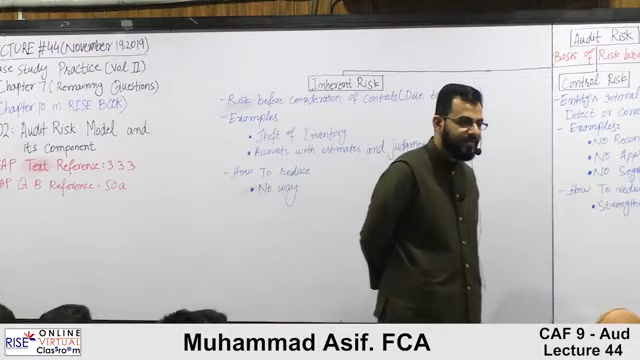 CTURE #44(November 19,2019)
ase Study Practice (Vol II)
Chapter 7 (Remaining Questions)
Chapter 10 in RISE BOOK)
02: Audit Risk Model and
its Component
AP Text Reference: 3.3.3
AP Q B Reference: 50a
Inherent Risk
- Risk before consideration of Controls (Due t
- Examples
• Theft of Inventory
• Accounts with estimates and judgm
- How to reduce
• No way
Audit Risk
Basis of
Risk base
Control Risk
- Entity's Internal
Detect or Corre
- Examples:
• NO Recon
• NO App
• NO Seg
- How To redu
• Strength
RISE ONLINE VIRTUAL Classroom
Muhammad Asif. FCA
CAF 9 - Aud
Lecture 44